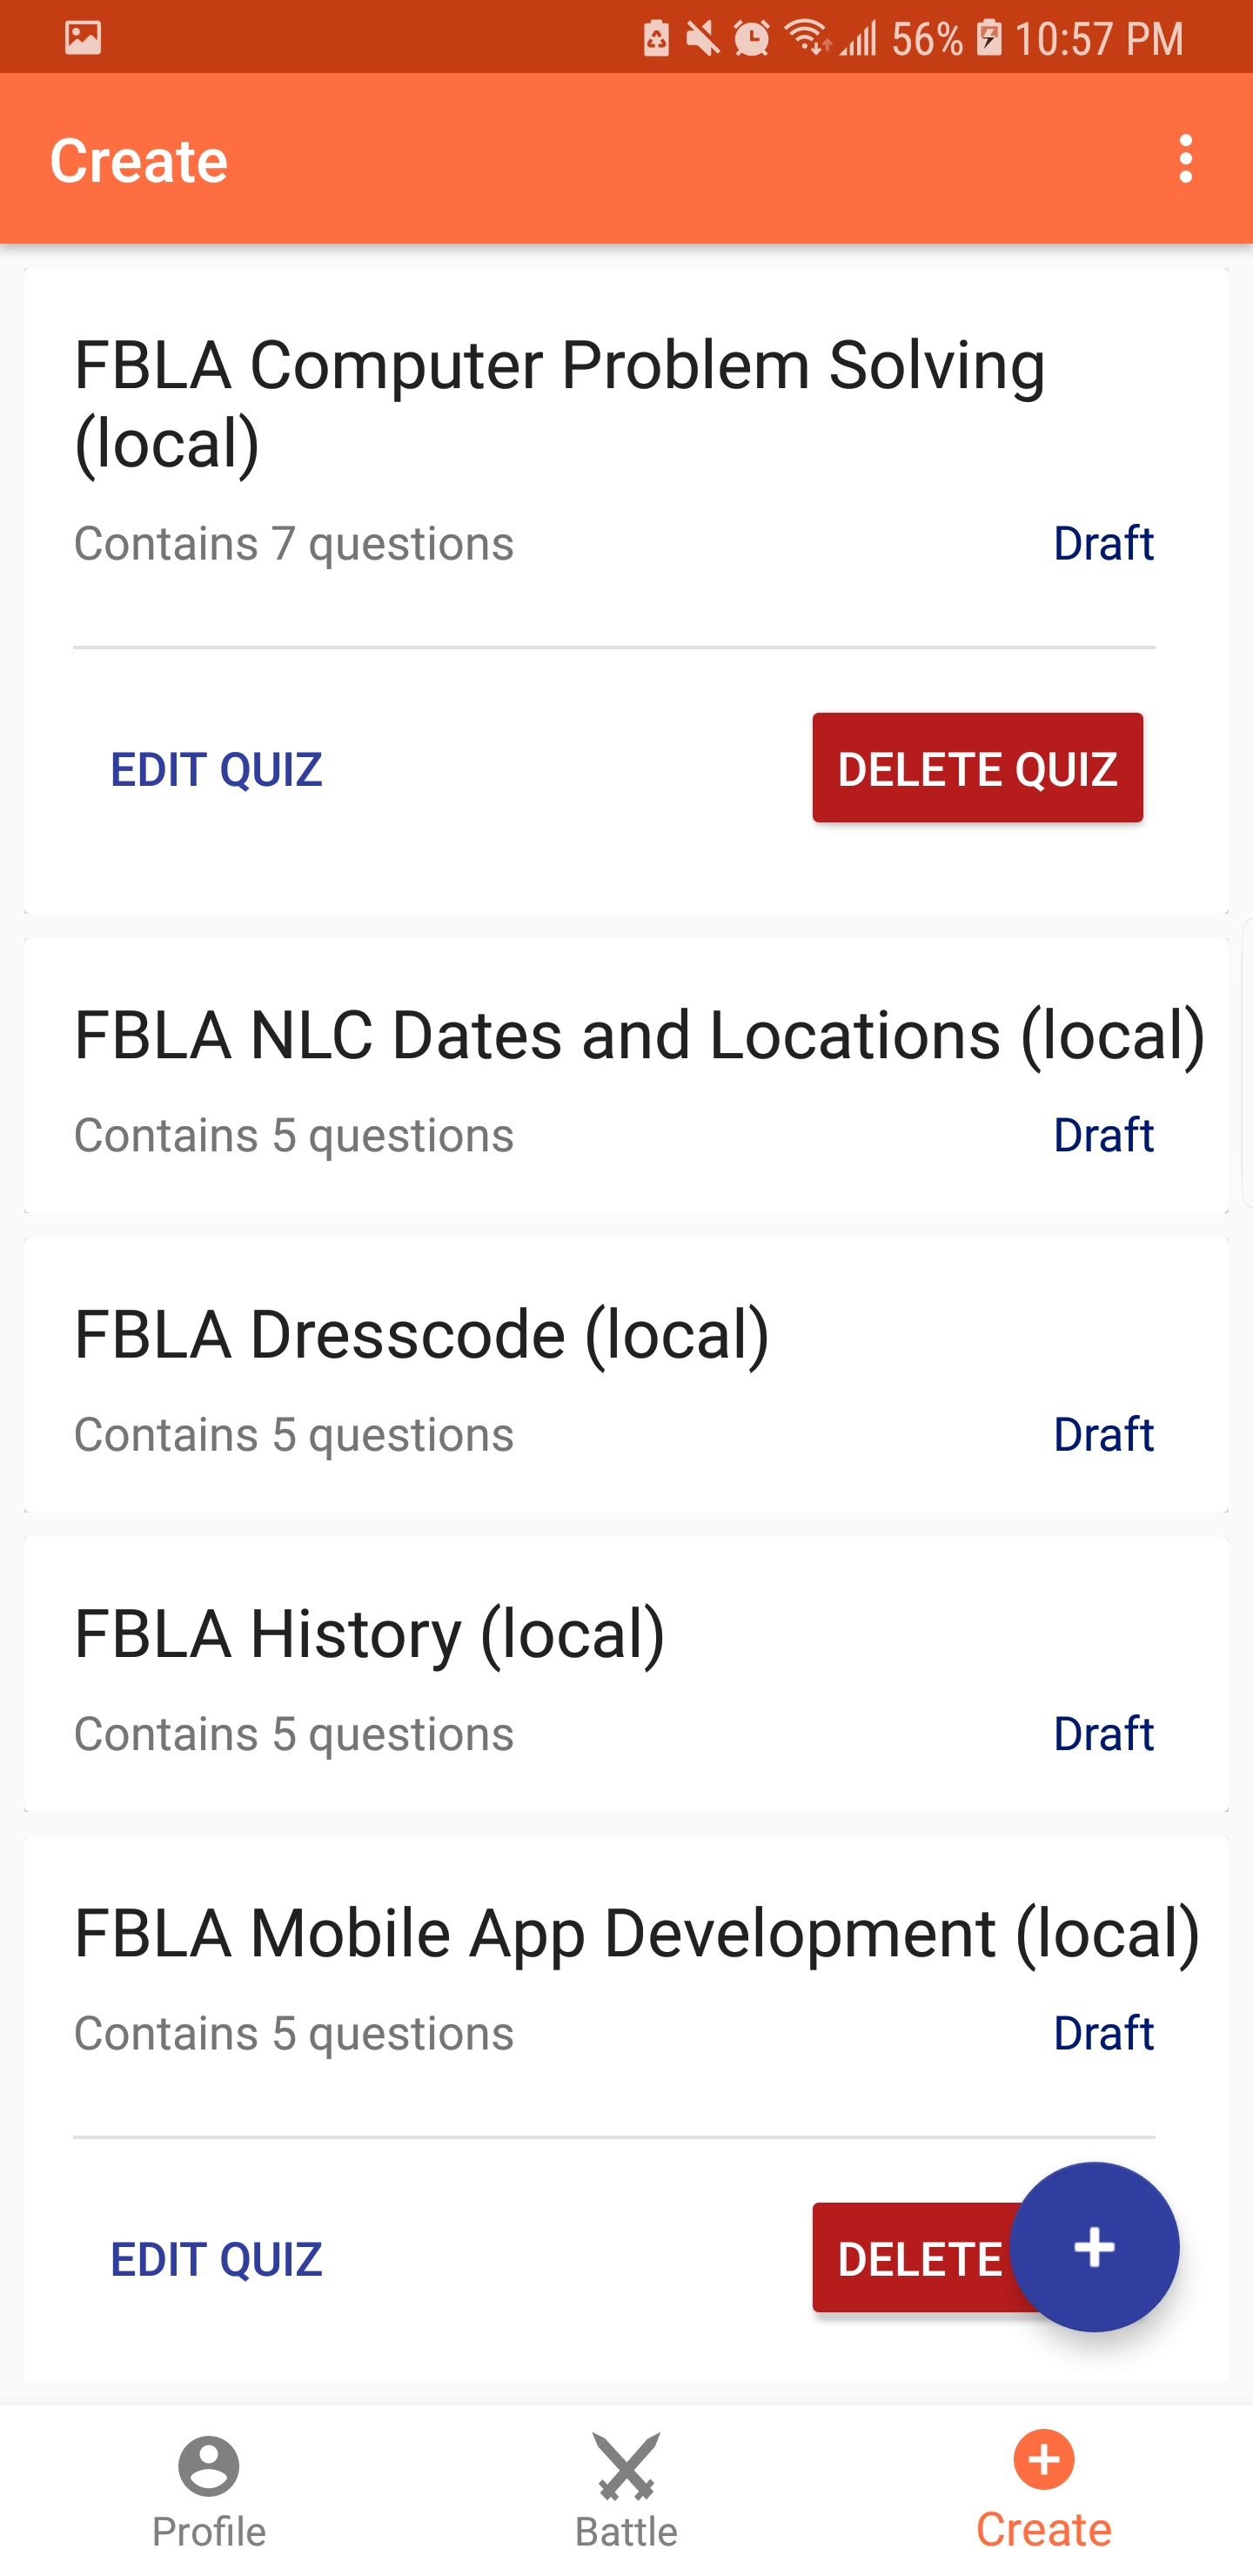 56% 10:57 PM
Create
FBLA Computer Problem Solving
(local)
Contains 7 questions Draft
EDIT QUIZ DELETE QUIZ
FBLA NLC Dates and Locations (local)
Contains 5 questions Draft
FBLA Dresscode (local)
Contains 5 questions Draft
FBLA History (local)
Contains 5 questions Draft
FBLA Mobile App Development (local)
Contains 5 questions Draft
EDIT QUIZ DELETE
Profile Battle Create